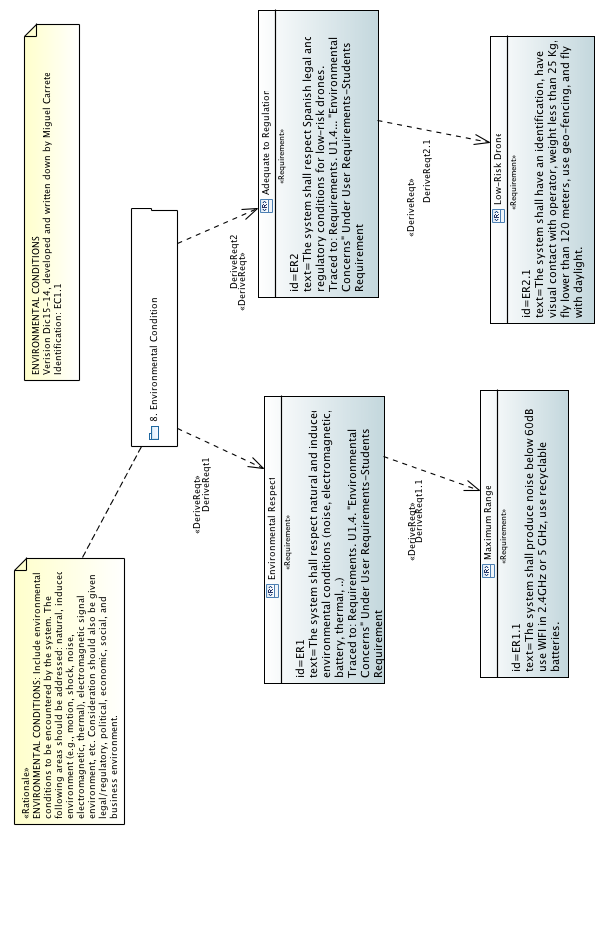 «Rationale»
ENVIRONMENTAL CONDITIONS: Include environmental
conditions to be encountered by the system. The
following areas should be addressed: natural, induced
environment (e.g., motion, shock, noise,
electromagnetic, thermal), electromagnetic signal
environment, etc. Consideration should also be given
legal/regulatory, political, economic, social, and
business environment.
ENVIRONMENTAL CONDITIONS
Verision Dic15-14, developed and written down by Miguel Carrete
Identification: EC1.1
8. Environmental Condition
«DeriveReqt»
DeriveReqt1
DeriveReqt2
«DeriveReqt»
Environmental Respect
«Requirement»
id=ER1
text=The system shall respect natural and induced
environmental conditions (noise, electromagnetic,
battery, thermal, ..)
Traced to: Requirements. U1.4. "Environmental
Concerns" Under User Requirements-Students
Requirement
Adequate to Regulation
«Requirement»
id=ER2
text=The system shall respect Spanish legal and
regulatory conditions for low-risk drones.
Traced to: Requirements. U1.4... "Environmental
Concerns" Under User Requirements-Students
Requirement
«DeriveReqt»
DeriveReqt1.1
«DeriveReqt»
DeriveReqt2.1
Maximum Range
«Requirement»
id=ER1.1
text=The system shall produce noise below 60dB
use WIFI in 2.4GHz or 5 GHz, use recyclable
batteries.
Low-Risk Drone
«Requirement»
id=ER2.1
text=The system shall have an identification, have
visual contact with operator, weight less than 25 Kg,
fly lower than 120 meters, use geo-fencing, and fly
with daylight.